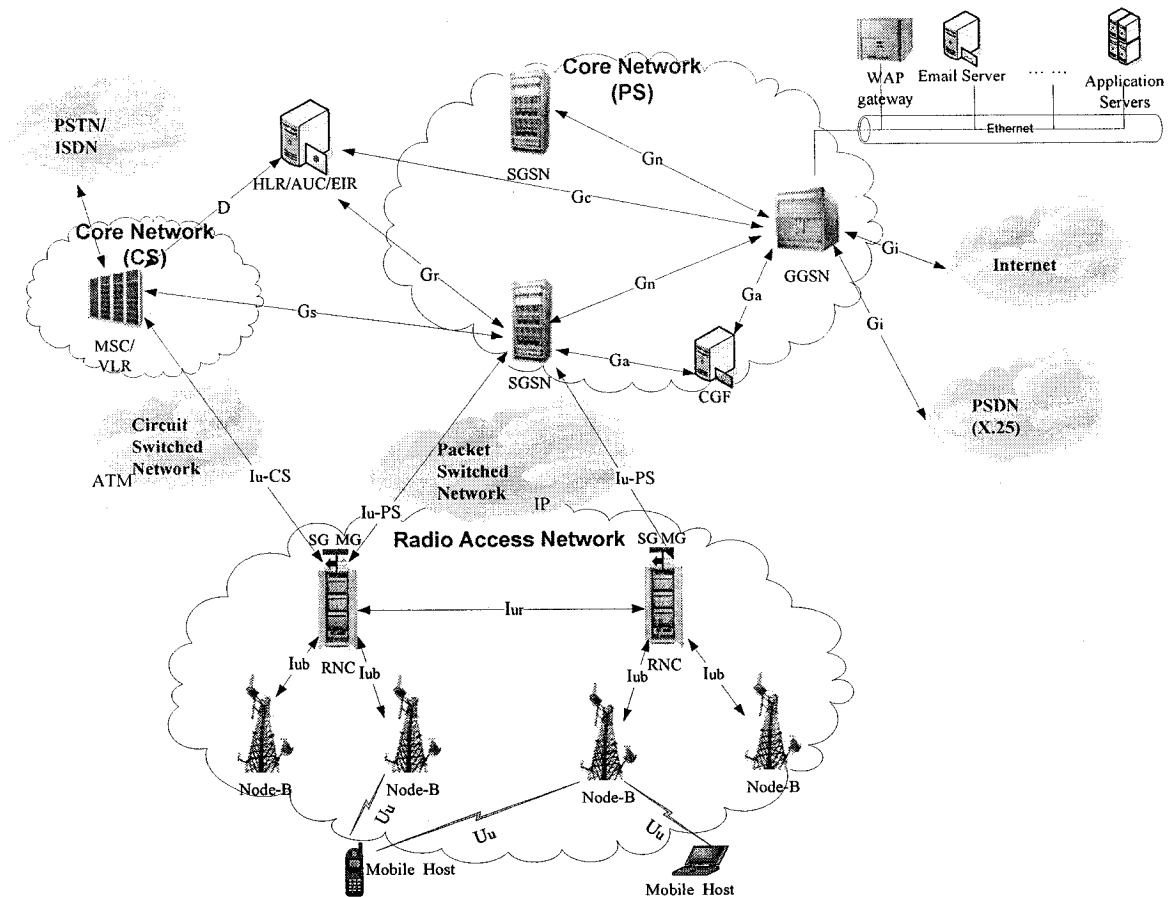 WAP
gateway
Email Server
... ...
Application
Servers
Ethernet
Core Network
(PS)
PSTN/
ISDN
HLR/AUC/EIR
SGSN
Gn
Gc
D
Core Network
(CS)
GGSN
Gi
Internet
Gr
Gn
Ga
Gs
Gi
MSC/
VLR
SGSN
Ga
CGF
PSDN
(X.25)
Circuit
Switched
Network
ATM
Iu-CS
Packet
Switched
Network
IP
Iu-PS
Iu-PS
Radio Access Network
SG MG
SG MG
Iur
RNC
RNC
Iub
Iub
Iub
Iub
Node-B
Node-B
Node-B
Node-B
Uu
Uu
Uu
Mobile Host
Mobile Host